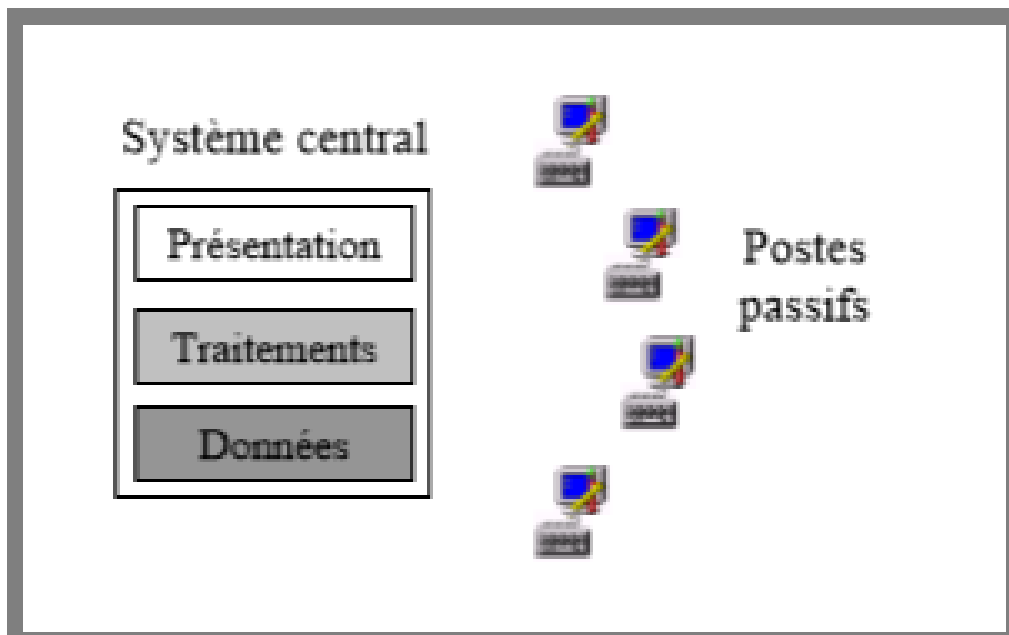 Système central
Présentation
Traitements
Données
Postes
passifs